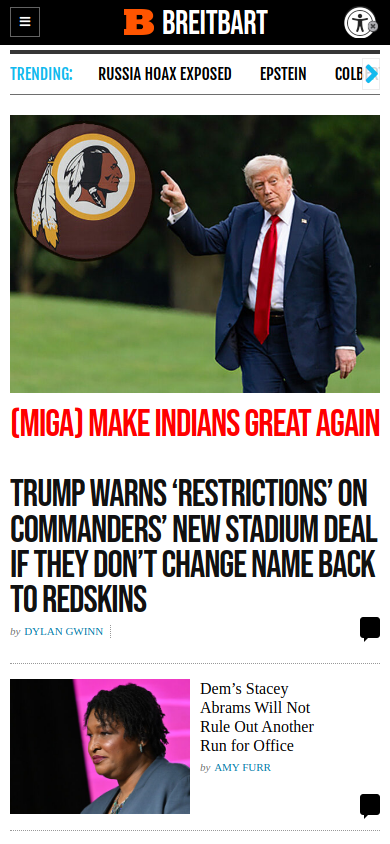 B BREITBART
TRENDING: RUSSIA HOAX EXPOSED EPSTEIN COLB
(MIGA) MAKE INDIANS GREAT AGAIN
TRUMP WARNS ‘RESTRICTIONS’ ON
COMMANDERS’ NEW STADIUM DEAL
IF THEY DON’T CHANGE NAME BACK
TO REDSKINS
by DYLAN GWINN
Dem’s Stacey
Abrams Will Not
Rule Out Another
Run for Office
by AMY FURR